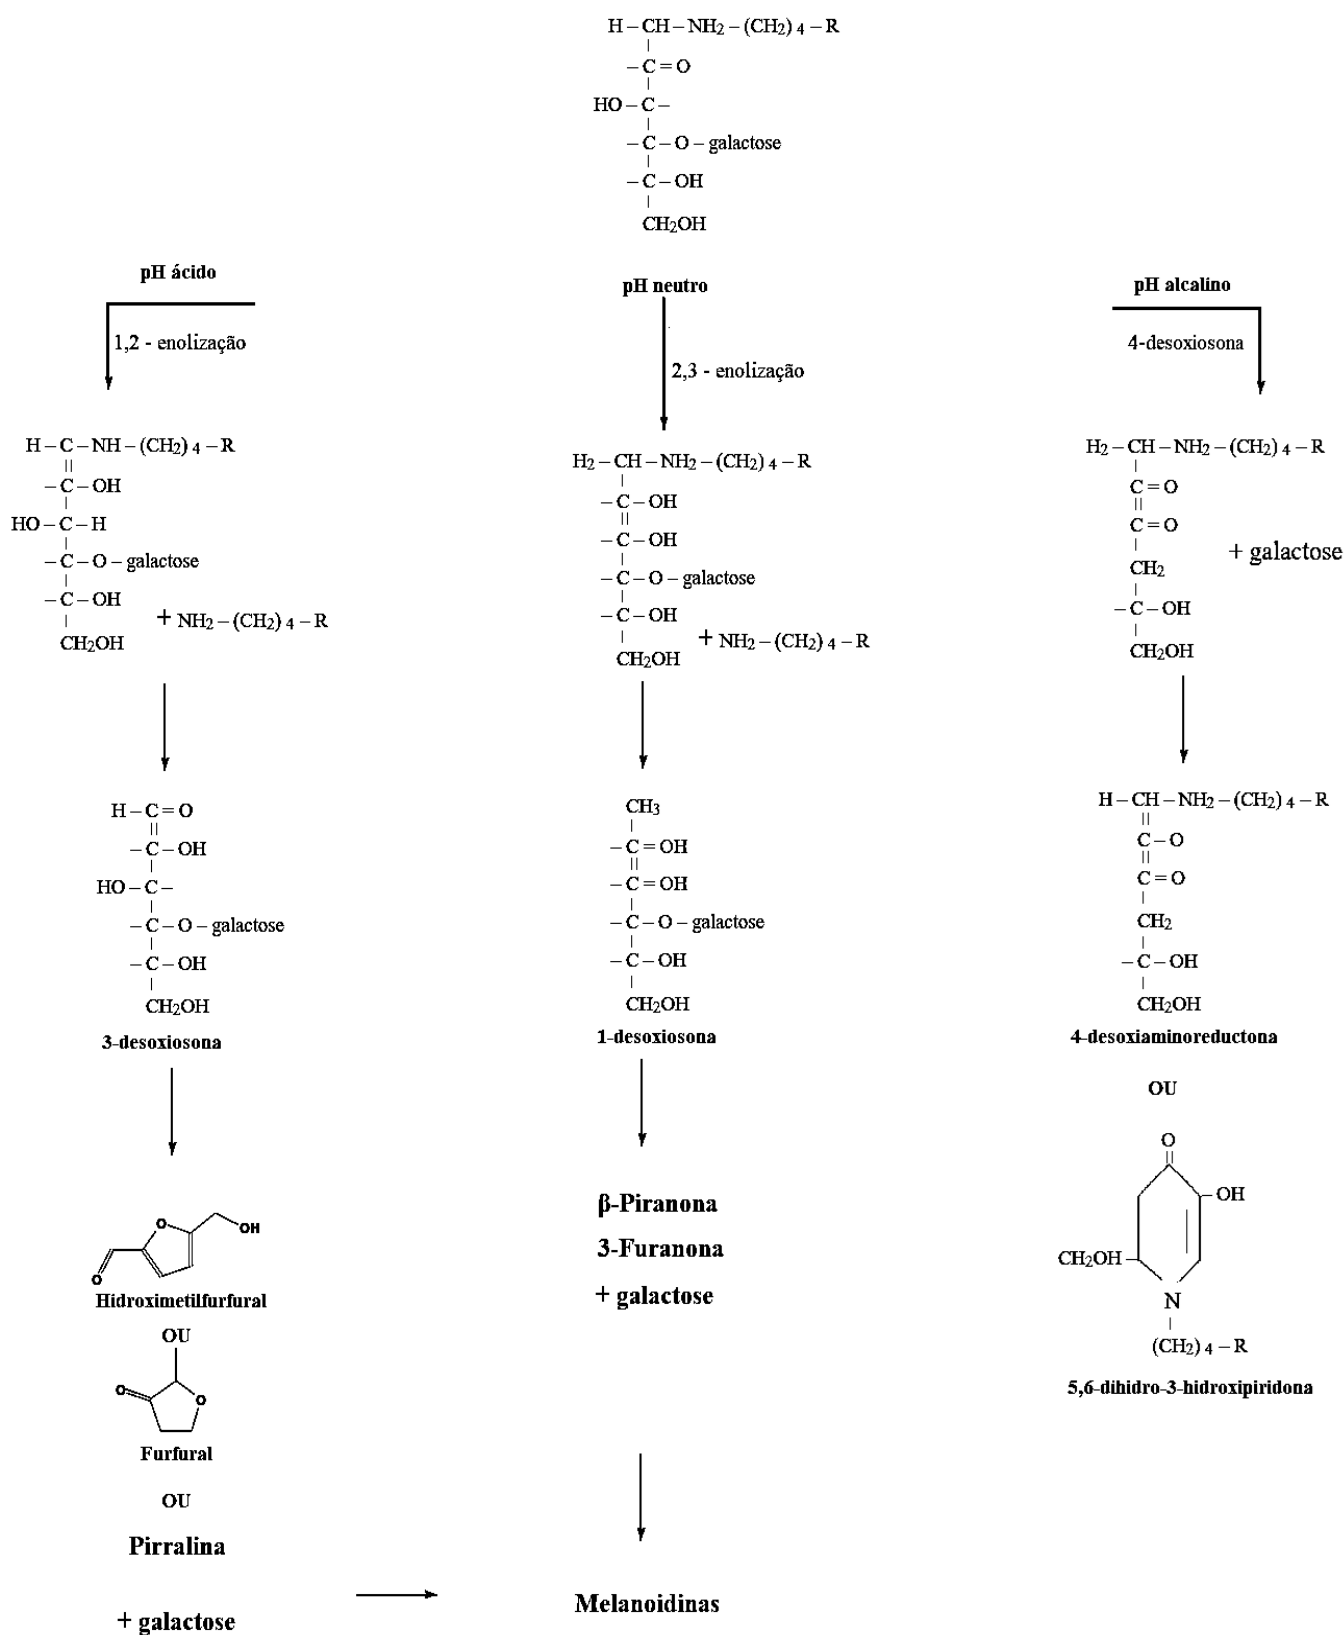 H – CH – NH2 – (CH2) 4 – R
– C = O
HO – C –
– C – O – galactose
– C – OH
CH2OH
pH ácido
1,2 - enolização
pH neutro
2,3 - enolização
pH alcalino
4-desoxiosona
H – C – NH – (CH2) 4 – R
– C – OH
HO – C – H
– C – O – galactose
– C – OH
CH2OH
+ NH2 – (CH2) 4 – R
H2 – CH – NH2 – (CH2) 4 – R
– C – OH
– C – OH
– C – O – galactose
– C – OH
CH2OH
+ NH2 – (CH2) 4 – R
H2 – CH – NH2 – (CH2) 4 – R
C = O
C = O
CH2
– C – OH
CH2OH
+ galactose
H – C = O
– C – OH
HO – C –
– C – O – galactose
– C – OH
CH2OH
3-desoxiosona
CH3
– C = OH
– C = OH
– C – O – galactose
– C – OH
CH2OH
1-desoxiosona
H – CH – NH2 – (CH2) 4 – R
C – O
C = O
CH2
– C – OH
CH2OH
4-desoxiaminoreductona
OU
O
OH
CH2OH
N
(CH2) 4 – R
5,6-dihidro-3-hidroxipiridona
O
OH
O
Hidroximetilfurfural
OU
O
O
Furfural
OU
Pirralina
+ galactose
β-Piranona
3-Furanona
+ galactose
Melanoidinas